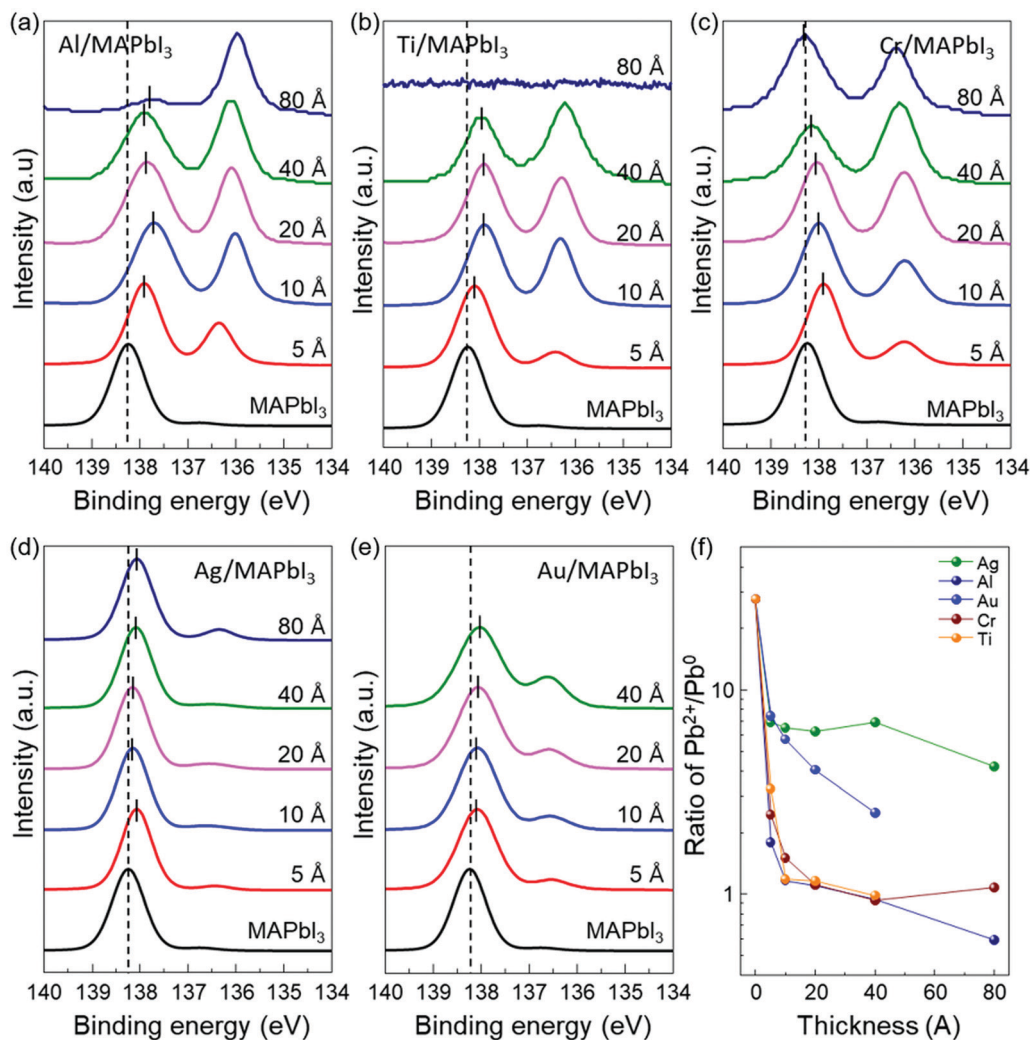 (a)
Al/MAPbI₃
80 Å
40 Å
20 Å
10 Å
5 Å
MAPbI₃
Intensity (a.u)
140 139 138 137 136 135 134
Binding energy (eV)
(b)
Ti/MAPbI₃
80 Å
40 Å
20 Å
10 Å
5 Å
MAPbI₃
Intensity (a.u.)
140 139 138 137 136 135 134
Binding energy (eV)
(c)
Cr/MAPbI₃
80 Å
40 Å
20 Å
10 Å
5 Å
MAPbI₃
Intensity (a.u.)
140 139 138 137 136 135 134
Binding energy (eV)
(d)
Ag/MAPbI₃
80 Å
40 Å
20 Å
10 Å
5 Å
MAPbI₃
Intensity (a.u.)
140 139 138 137 136 135 134
Binding energy (eV)
(e)
Au/MAPbI₃
40 Å
20 Å
10 Å
5 Å
MAPbI₃
Intensity (a.u.)
140 139 138 137 136 135 134
Binding energy (eV)
(f)
Ag
Al
Au
Cr
Ti
10
1
Ratio of Pb²⁺/Pb⁰
0 20 40 60 80
Thickness (A)